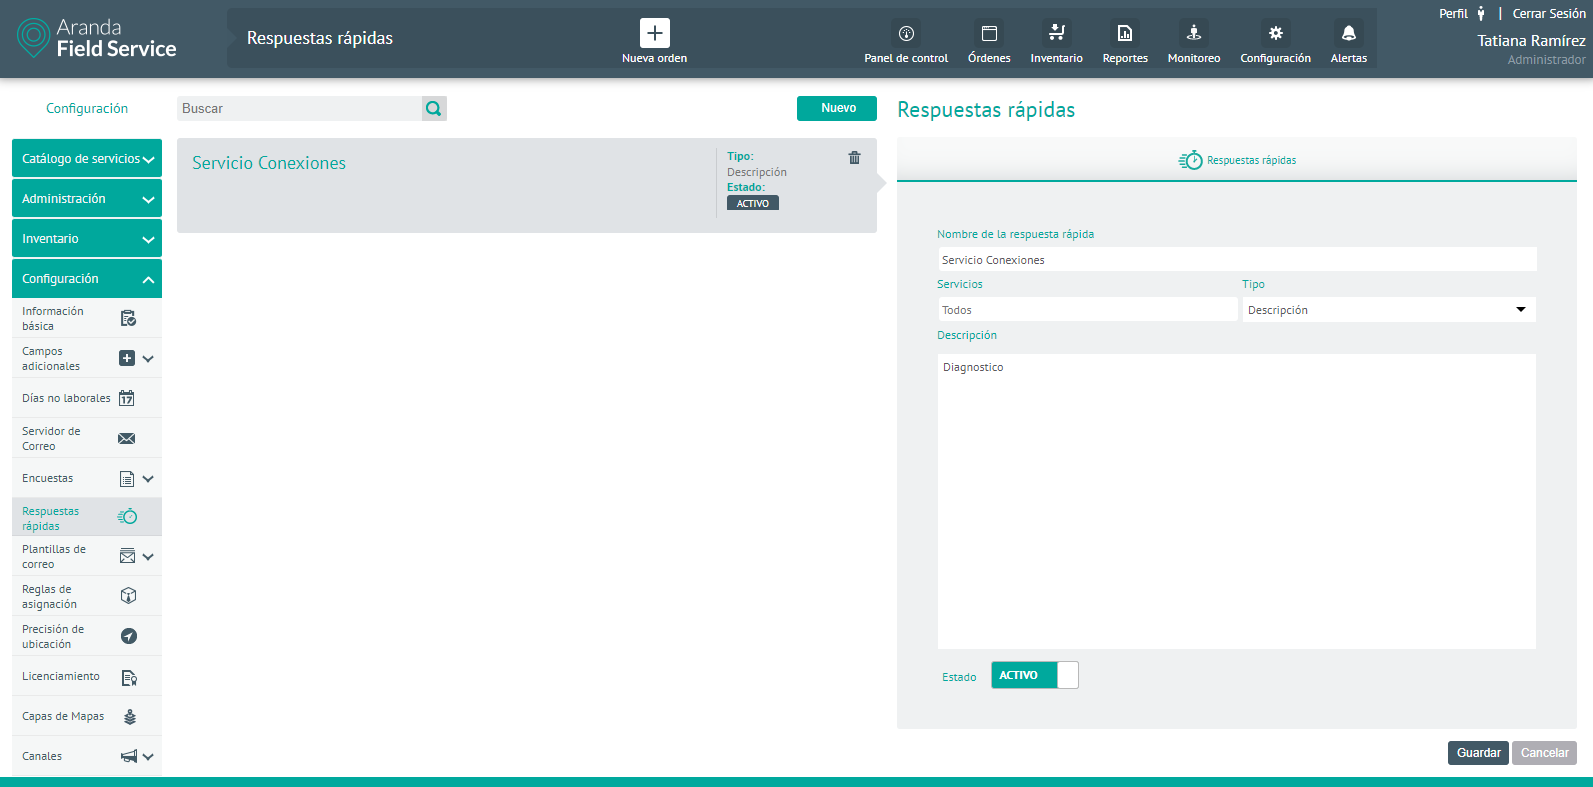 Aranda
Field Service
Respuestas rápidas
Nueva orden
Panel de control
Órdenes
Inventario
Reportes
Monitoreo
Configuración
Alertas
Perfil | Cerrar Sesión
Tatiana Ramírez
Administrador
Configuración
Catálogo de servicios
Administración
Inventario
Configuración
Información
básica
Campos
adicionales
Días no laborales
17
Servidor de
Correo
Encuestas
Respuestas
rápidas
Plantillas de
correo
Reglas de
asignación
Precisión de
ubicación
Licenciamiento
Capas de Mapas
Canales
Buscar
Nuevo
Servicio Conexiones
Tipo:
Descripción
Estado:
ACTIVO
Respuestas rápidas
Respuestas rápidas
Nombre de la respuesta rápida
Servicio Conexiones
Servicios
Tipo
Todos
Descripción
Descripción
Diagnostico
Estado
ACTIVO
Guardar
Cancelar